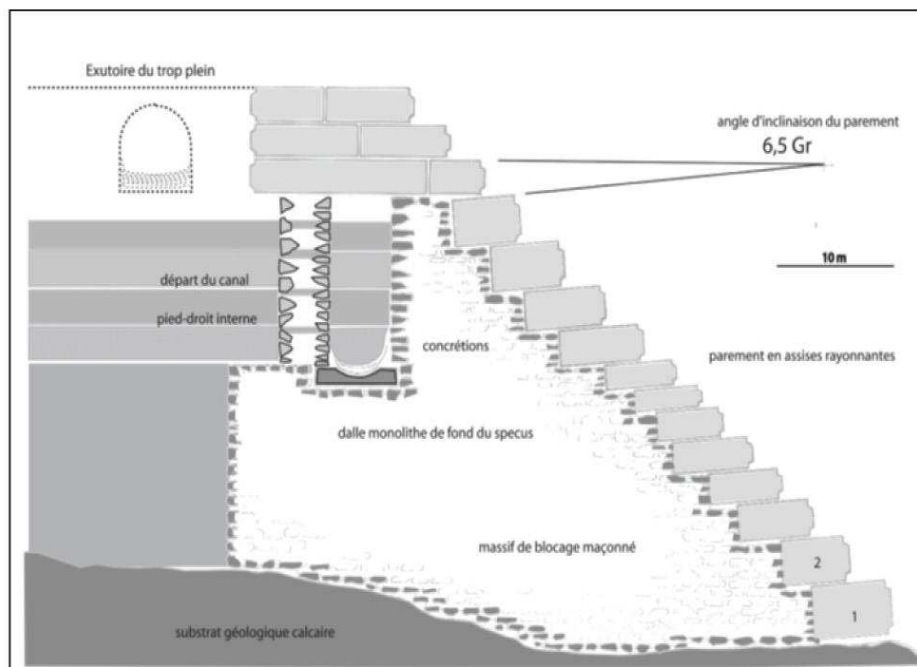 Exutoire du trop plein
angle d'inclinaison du parement
6,5 Gr
10 m
départ du canal
pied-droit interne
concrétions
parement en assises rayonnantes
dalle monolithe de fond du specus
massif de blocage maçonné
2
1
substrat géologique calcaire